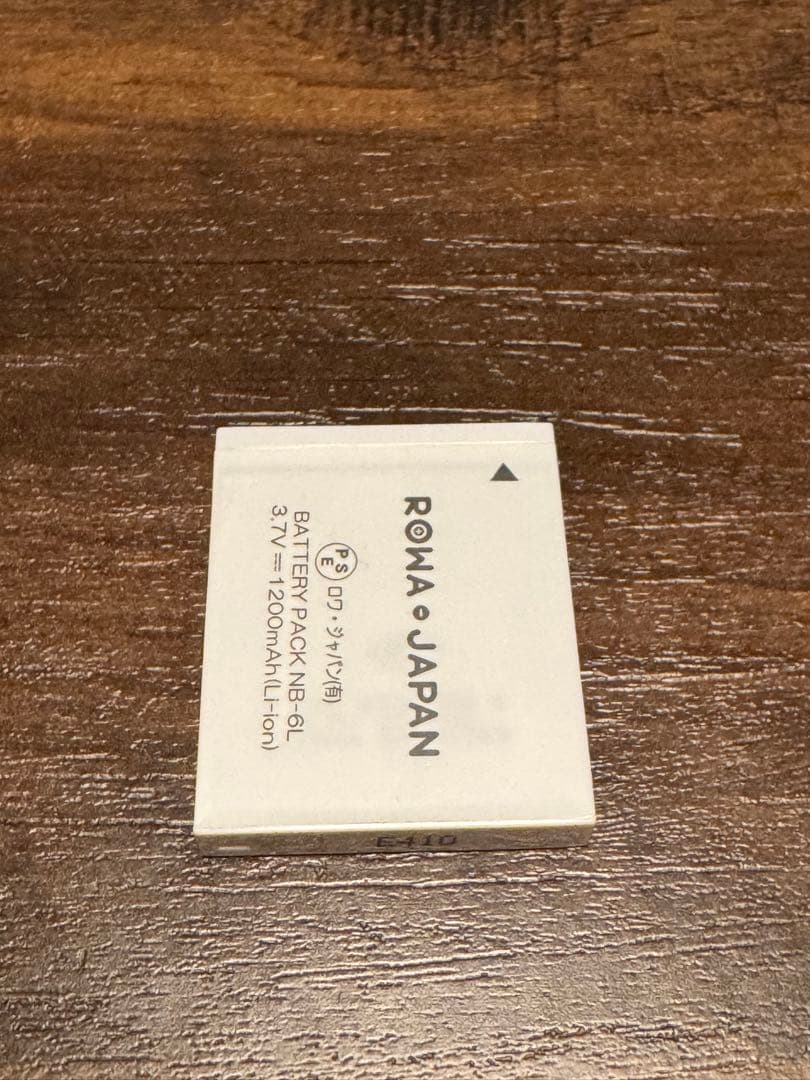 ROWA・JAPAN
PSE ロワ・ジャパン(有)
BATTERY PACK NB-6L
3.7V⎓1200mAh(Li-ion)
E410